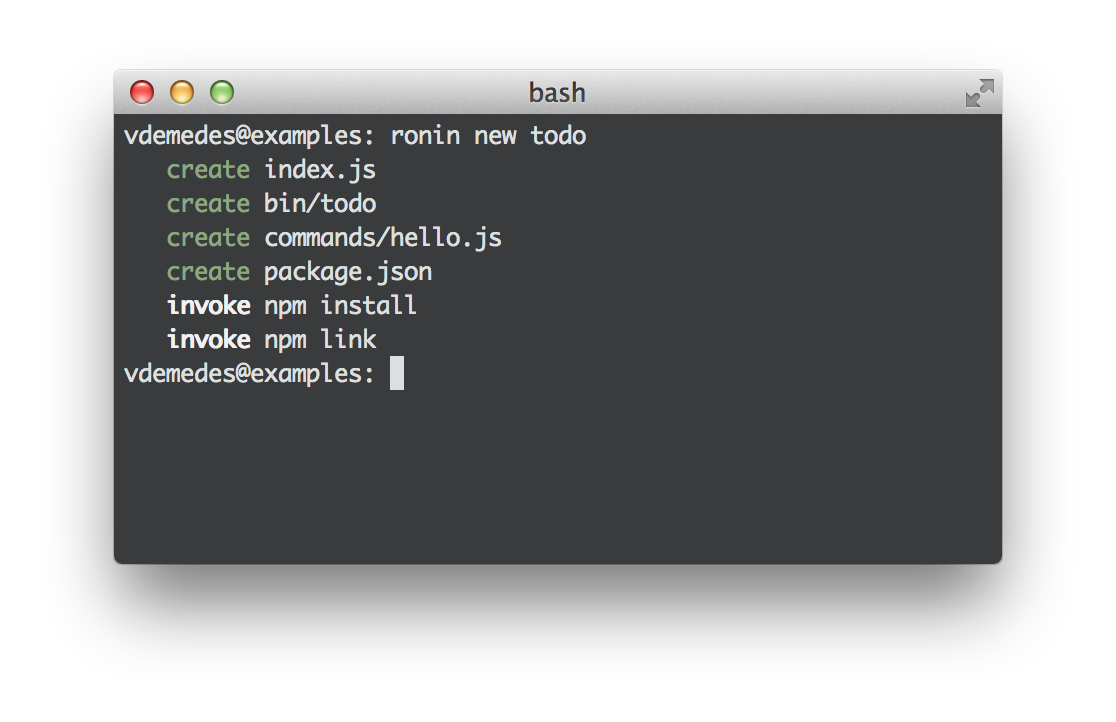 bash
vdemedes@examples: ronin new todo
create index.js
create bin/todo
create commands/hello.js
create package.json
invoke npm install
invoke npm link
vdemedes@examples: